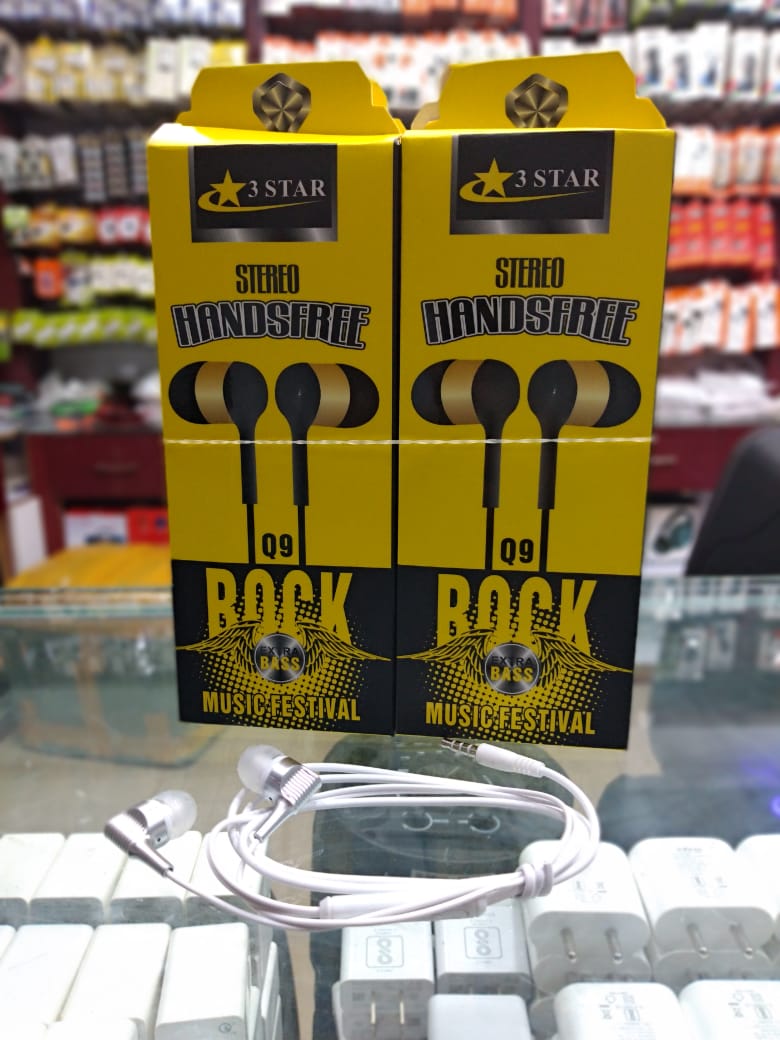 3 STAR
STEREO
HANDSFREE
Q9
ROCK
EXTRA
BASS
MUSIC FESTIVAL
3 STAR
STEREO
HANDSFREE
Q9
ROCK
EXTRA
BASS
MUSIC FESTIVAL